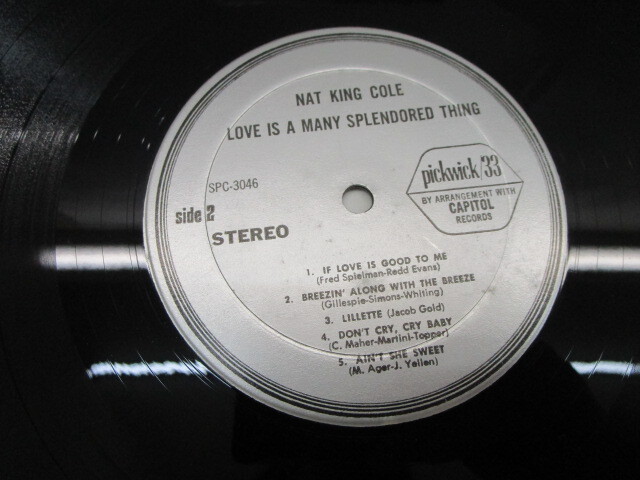 NAT KING COLE
LOVE IS A MANY SPLENDORED THING
SPC-3046
side 2
STEREO
pickwick/33
BY ARRANGEMENT WITH
CAPITOL
RECORDS
1. IF LOVE IS GOOD TO ME
(Fred Spielman-Redd Evans)
2. BREEZIN' ALONG WITH THE BREEZE
(Gillespie-Simons-Whiting)
3. LILLETTE (Jacob Gold)
4. DON'T CRY, CRY BABY
(C. Maher-Martini-Topper)
5. AIN'T SHE SWEET
(M. Ager-J. Yellen)